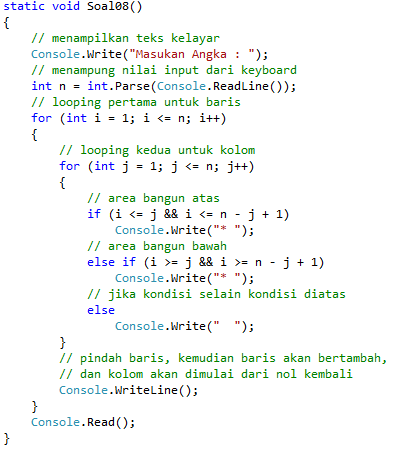 static void Soal08()
{
    // menampilkan teks kelayar
    Console.Write("Masukan Angka : ");
    // menampung nilai input dari keyboard
    int n = int.Parse(Console.ReadLine());
    // looping pertama untuk baris
    for (int i = 1; i <= n; i++)
    {
        // looping kedua untuk kolom
        for (int j = 1; j <= n; j++)
        {
            // area bangun atas
            if (i <= j && i <= n - j + 1)
                Console.Write("* ");
            // area bangun bawah
            else if (i >= j && i >= n - j + 1)
                Console.Write("* ");
            // jika kondisi selain kondisi diatas
            else
                Console.Write("  ");
        }
        // pindah baris, kemudian baris akan bertambah,
        // dan kolom akan dimulai dari nol kembali
        Console.WriteLine();
    }
    Console.Read();
}